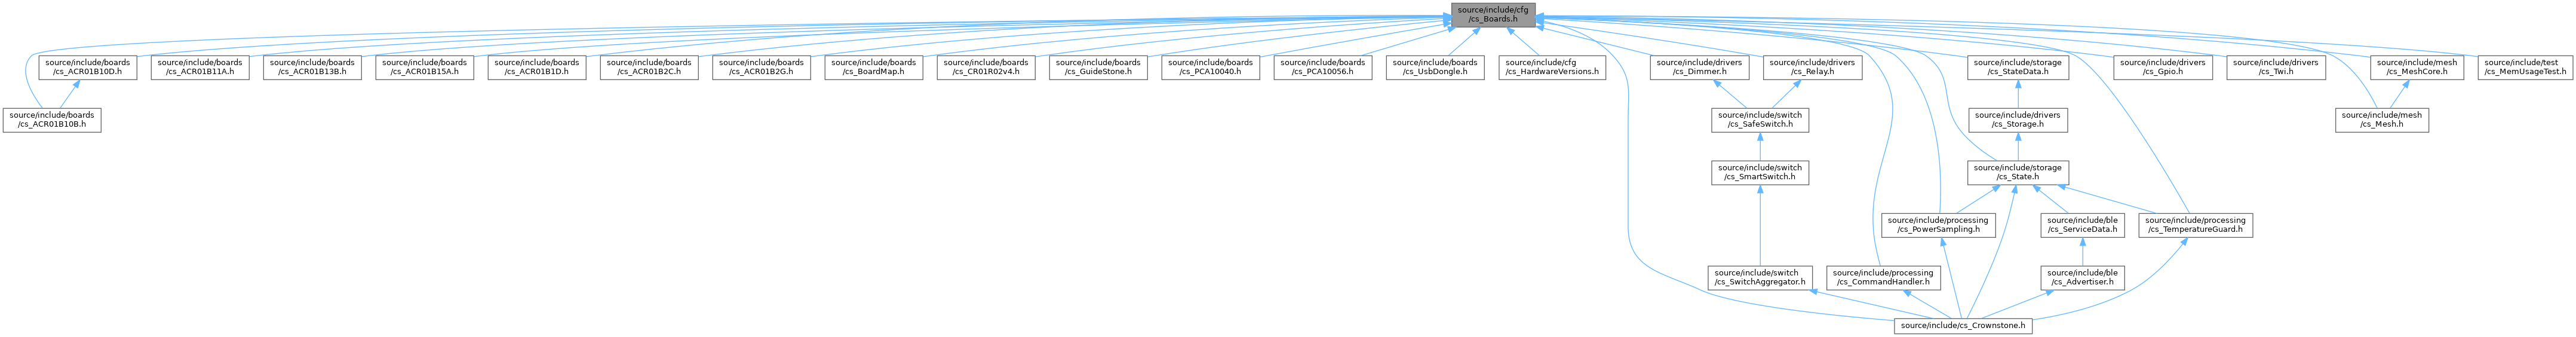 source/include/cfg
/cs_Boards.h
source/include/boards
/cs_ACR01B10D.h
source/include/boards
/cs_ACR01B11A.h
source/include/boards
/cs_ACR01B13B.h
source/include/boards
/cs_ACR01B15A.h
source/include/boards
/cs_ACR01B1D.h
source/include/boards
/cs_ACR01B2C.h
source/include/boards
/cs_ACR01B2G.h
source/include/boards
/cs_BoardMap.h
source/include/boards
/cs_CR01R02v4.h
source/include/boards
/cs_GuideStone.h
source/include/boards
/cs_PCA10040.h
source/include/boards
/cs_PCA10056.h
source/include/boards
/cs_UsbDongle.h
source/include/cfg
/cs_HardwareVersions.h
source/include/drivers
/cs_Dimmer.h
source/include/drivers
/cs_Relay.h
source/include/storage
/cs_StateData.h
source/include/drivers
/cs_Gpio.h
source/include/drivers
/cs_Twi.h
source/include/mesh
/cs_MeshCore.h
source/include/test
/cs_MemUsageTest.h
source/include/boards
/cs_ACR01B10B.h
source/include/switch
/cs_SafeSwitch.h
source/include/drivers
/cs_Storage.h
source/include/mesh
/cs_Mesh.h
source/include/switch
/cs_SmartSwitch.h
source/include/storage
/cs_State.h
source/include/processing
/cs_PowerSampling.h
source/include/ble
/cs_ServiceData.h
source/include/processing
/cs_TemperatureGuard.h
source/include/switch
/cs_SwitchAggregator.h
source/include/processing
/cs_CommandHandler.h
source/include/ble
/cs_Advertiser.h
source/include/cs_Crownstone.h